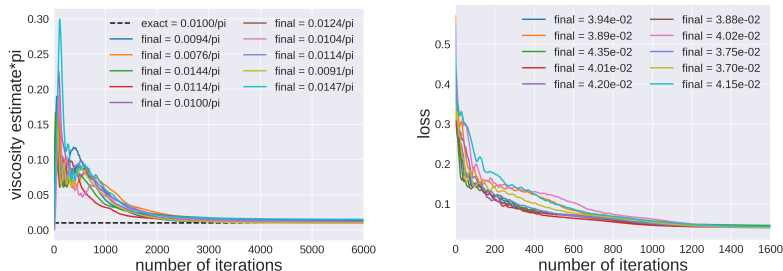 viscosity estimate*pi
0.30
0.25
0.20
0.15
0.10
0.05
0.00
exact = 0.0100/pi
final = 0.0094/pi
final = 0.0076/pi
final = 0.0144/pi
final = 0.0114/pi
final = 0.0100/pi
final = 0.0124/pi
final = 0.0104/pi
final = 0.0114/pi
final = 0.0091/pi
final = 0.0147/pi
0 1000 2000 3000 4000 5000 6000
number of iterations
loss
0.5
0.4
0.3
0.2
0.1
final = 3.94e-02
final = 3.89e-02
final = 4.35e-02
final = 4.01e-02
final = 4.20e-02
final = 3.88e-02
final = 4.02e-02
final = 3.75e-02
final = 3.70e-02
final = 4.15e-02
0 200 400 600 800 1000 1200 1400 1600
number of iterations